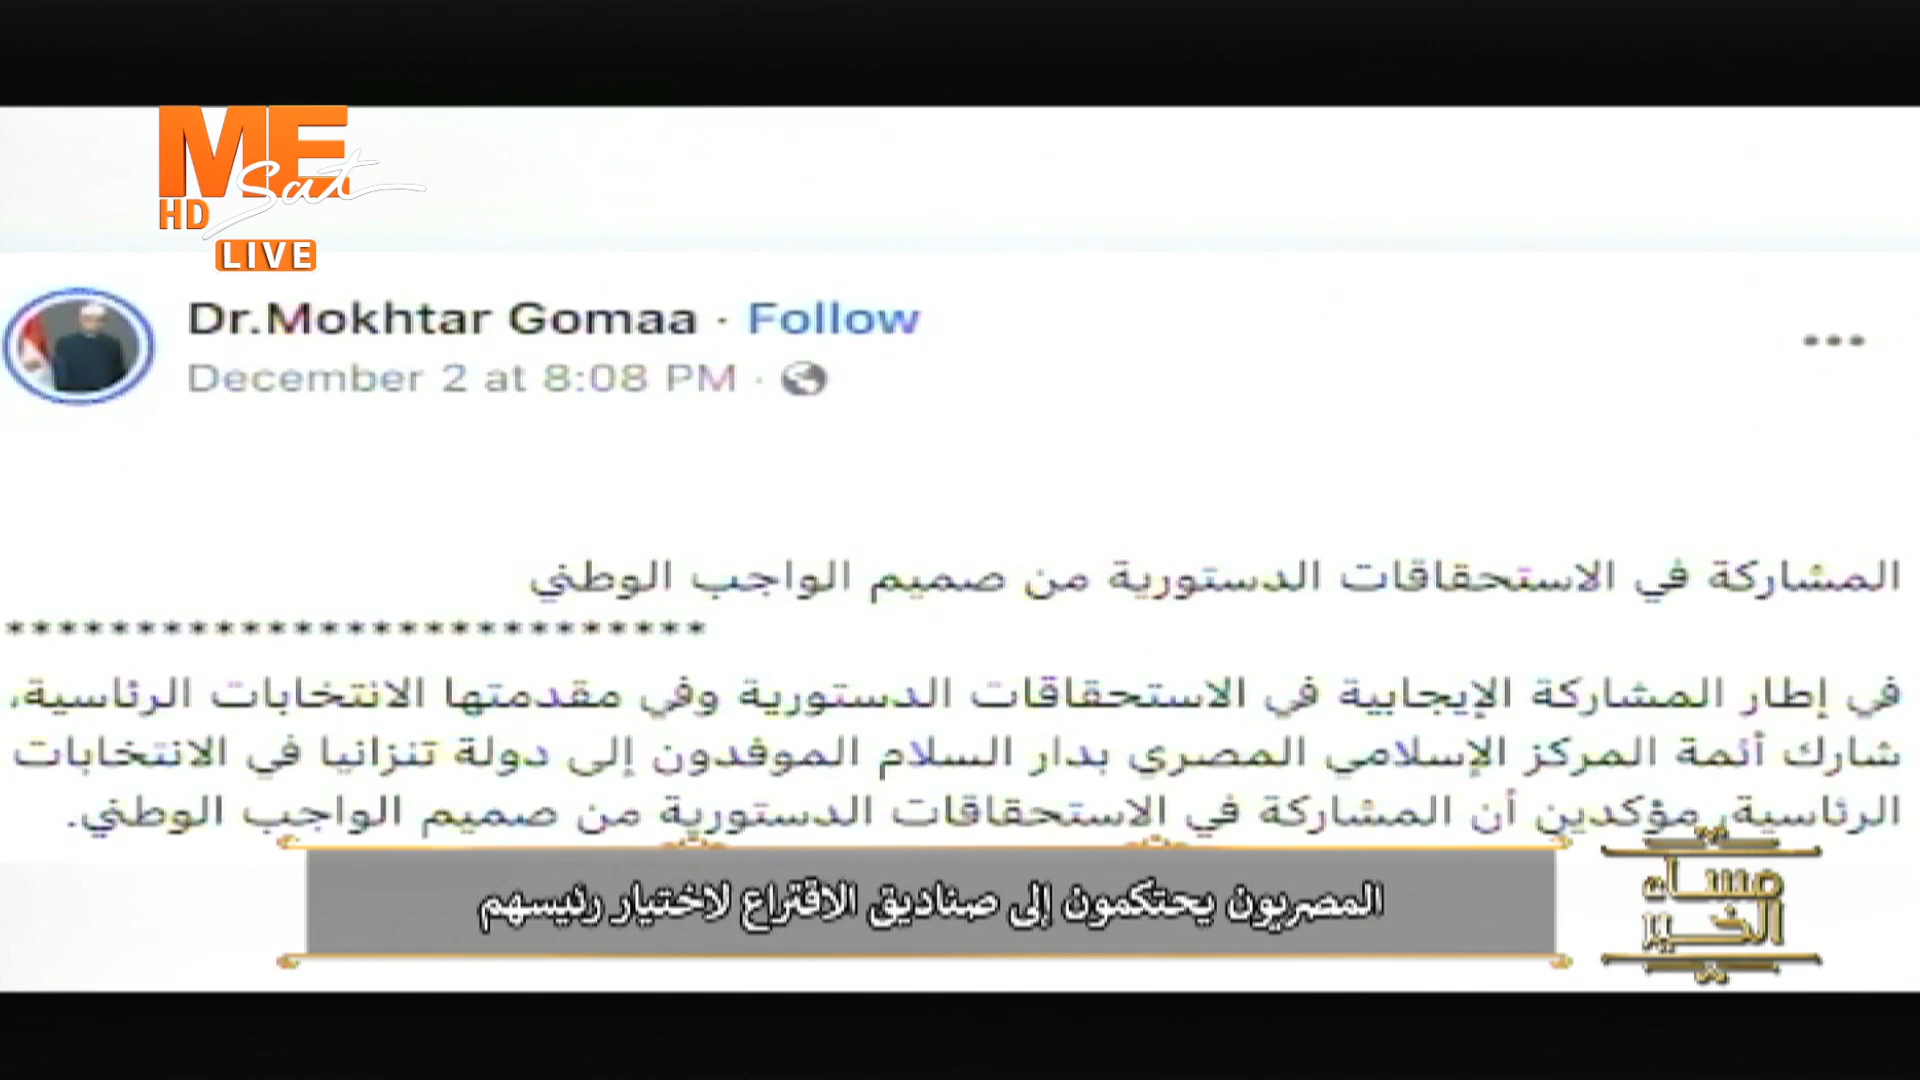 ME
Sat
HD
LIVE
Dr.Mokhtar Gomaa · Follow
December 2 at 8:08 PM ·
المشاركة في الاستحقاقات الدستورية من صميم الواجب الوطني
***************************
في إطار المشاركة الإيجابية في الاستحقاقات الدستورية وفي مقدمتها الانتخابات الرئاسية،
شارك أئمة المركز الإسلامي المصري بدار السلام الموفدون إلى دولة تنزانيا في الانتخابات
الرئاسية، مؤكدين أن المشاركة في الاستحقاقات الدستورية من صميم الواجب الوطني.
المصريون يحتكمون إلى صناديق الاقتراع لاختيار رئيسهم
مساء
الخير